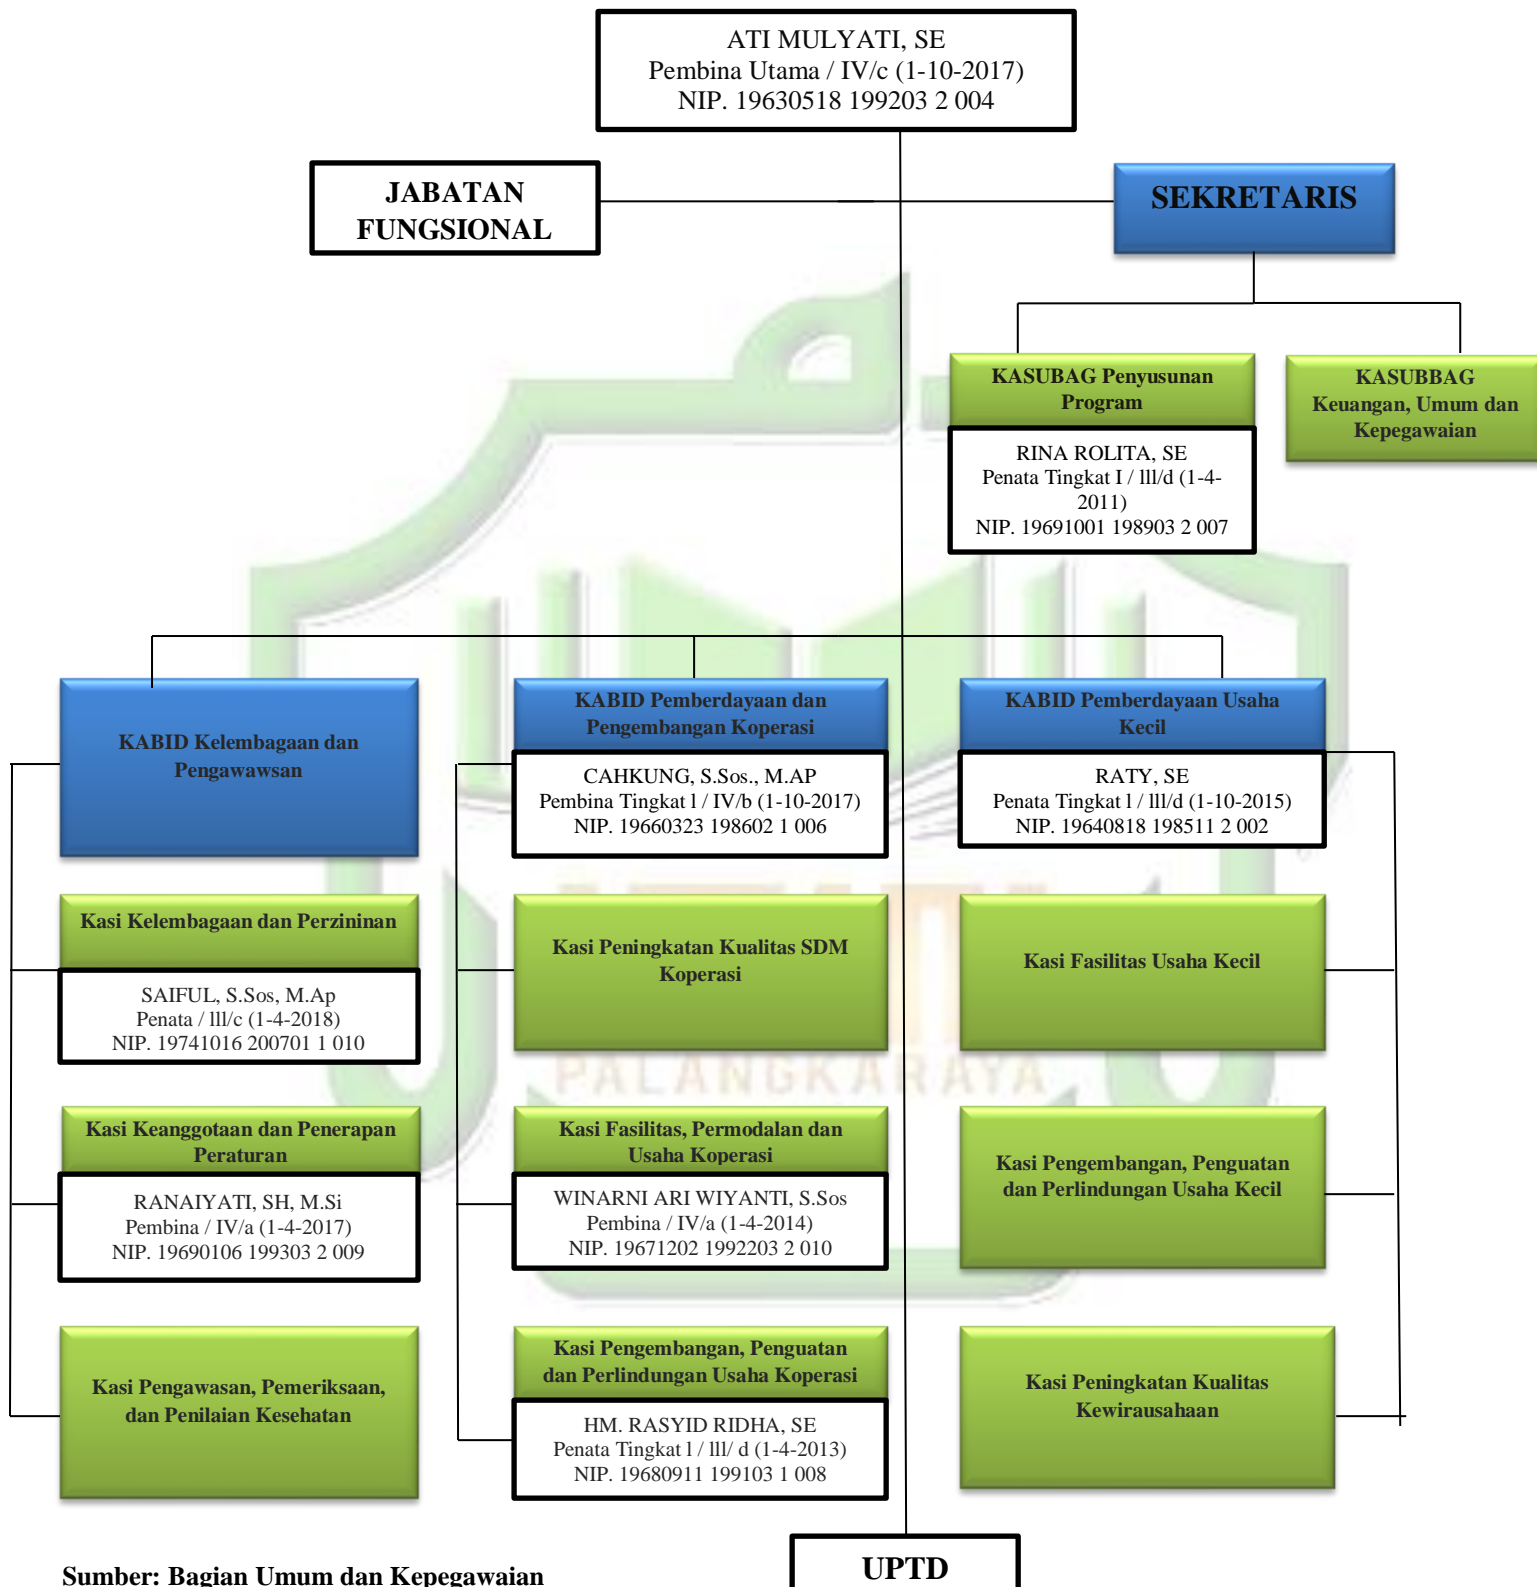 ATI MULYATI, SE
Pembina Utama / IV/c (1-10-2017)
NIP. 19630518 199203 2 004
JABATAN
FUNGSIONAL
SEKRETARIS
KASUBAG Penyusunan
Program
RINA ROLITA, SE
Penata Tingkat I / lll/d (1-4-
2011)
NIP. 19691001 198903 2 007
KASUBBAG
Keuangan, Umum dan
Kepegawaian
KABID Kelembagaan dan
Pengawawsan
KABID Pemberdayaan dan
Pengembangan Koperasi
CAHKUNG, S.Sos., M.AP
Pembina Tingkat l / IV/b (1-10-2017)
NIP. 19660323 198602 1 006
KABID Pemberdayaan Usaha
Kecil
RATY, SE
Penata Tingkat l / lll/d (1-10-2015)
NIP. 19640818 198511 2 002
Kasi Kelembagaan dan Perzininan
SAIFUL, S.Sos, M.Ap
Penata / lll/c (1-4-2018)
NIP. 19741016 200701 1 010
Kasi Peningkatan Kualitas SDM
Koperasi
Kasi Fasilitas Usaha Kecil
PALANGKARAYA
Kasi Keanggotaan dan Penerapan
Peraturan
RANAIYATI, SH, M.Si
Pembina / IV/a (1-4-2017)
NIP. 19690106 199303 2 009
Kasi Fasilitas, Permodalan dan
Usaha Koperasi
WINARNI ARI WIYANTI, S.Sos
Pembina / IV/a (1-4-2014)
NIP. 19671202 1992203 2 010
Kasi Pengembangan, Penguatan
dan Perlindungan Usaha Kecil
Kasi Pengawasan, Pemeriksaan,
dan Penilaian Kesehatan
Kasi Pengembangan, Penguatan
dan Perlindungan Usaha Koperasi
HM. RASYID RIDHA, SE
Penata Tingkat l / lll/ d (1-4-2013)
NIP. 19680911 199103 1 008
Kasi Peningkatan Kualitas
Kewirausahaan
UPTD
Sumber: Bagian Umum dan Kepegawaian